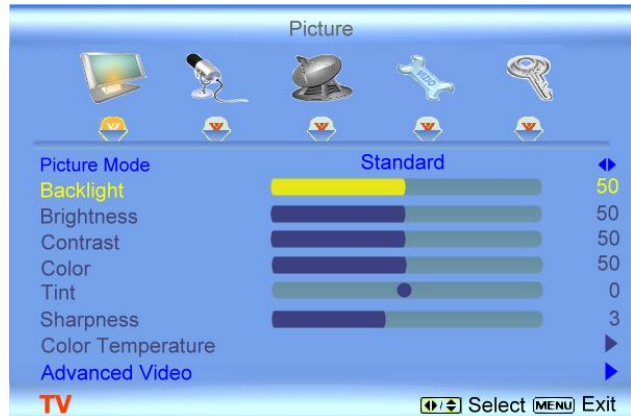 Picture
VIZIO
Picture Mode Standard
Backlight 50
Brightness 50
Contrast 50
Color 50
Tint 0
Sharpness 3
Color Temperature
Advanced Video
TV Select MENU Exit